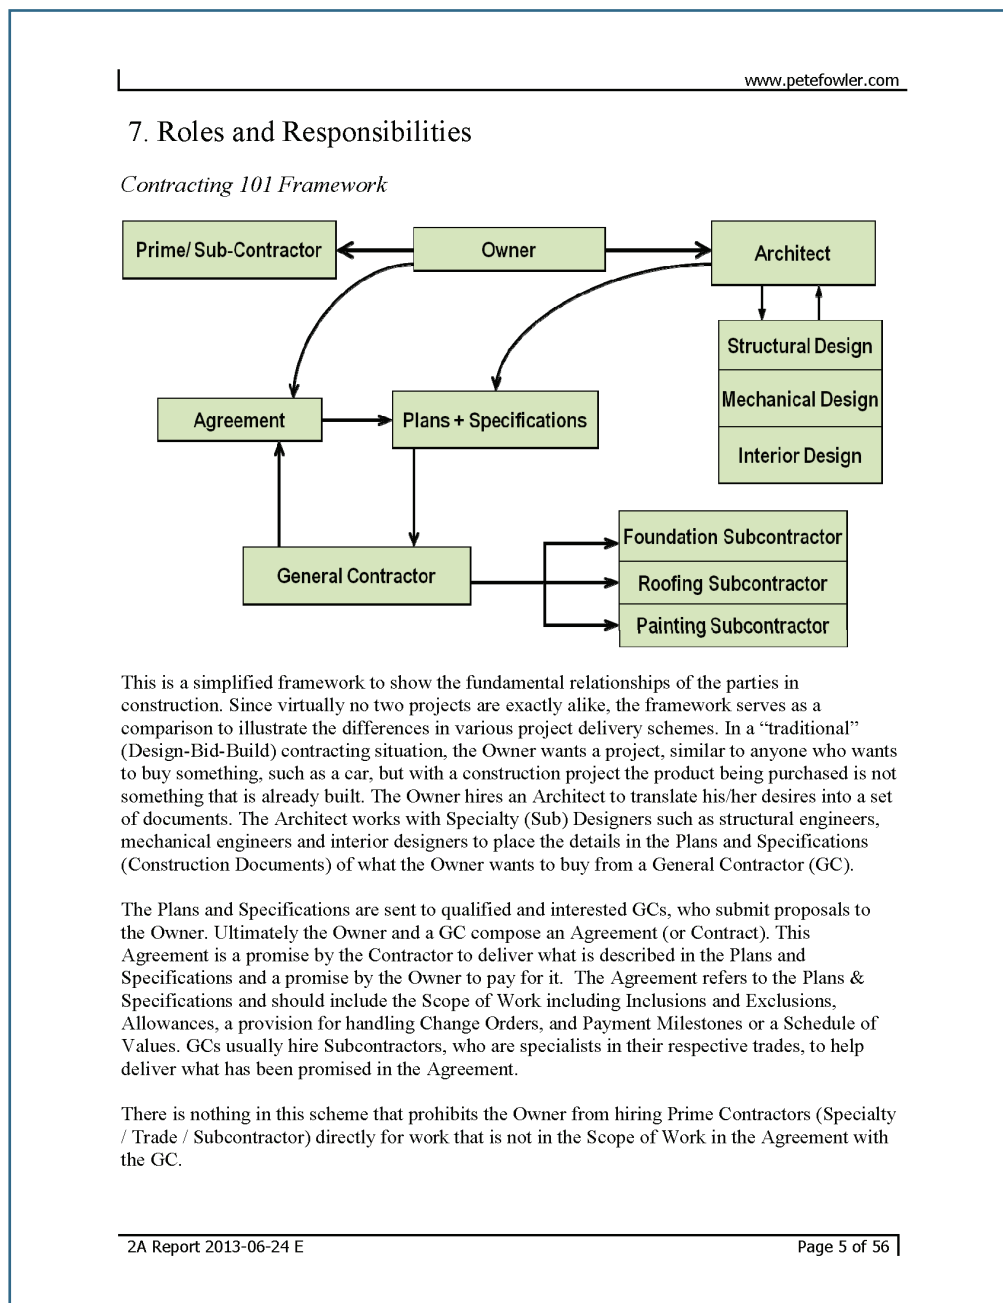 www.petefowler.com
7. Roles and Responsibilities
Contracting 101 Framework
Prime/ Sub-Contractor
Owner
Architect
Structural Design
Mechanical Design
Interior Design
Agreement
Plans + Specifications
General Contractor
Foundation Subcontractor
Roofing Subcontractor
Painting Subcontractor
This is a simplified framework to show the fundamental relationships of the parties in
construction. Since virtually no two projects are exactly alike, the framework serves as a
comparison to illustrate the differences in various project delivery schemes. In a “traditional”
(Design-Bid-Build) contracting situation, the Owner wants a project, similar to anyone who wants
to buy something, such as a car, but with a construction project the product being purchased is not
something that is already built. The Owner hires an Architect to translate his/her desires into a set
of documents. The Architect works with Specialty (Sub) Designers such as structural engineers,
mechanical engineers and interior designers to place the details in the Plans and Specifications
(Construction Documents) of what the Owner wants to buy from a General Contractor (GC).
The Plans and Specifications are sent to qualified and interested GCs, who submit proposals to
the Owner. Ultimately the Owner and a GC compose an Agreement (or Contract). This
Agreement is a promise by the Contractor to deliver what is described in the Plans and
Specifications and a promise by the Owner to pay for it.  The Agreement refers to the Plans &
Specifications and should include the Scope of Work including Inclusions and Exclusions,
Allowances, a provision for handling Change Orders, and Payment Milestones or a Schedule of
Values. GCs usually hire Subcontractors, who are specialists in their respective trades, to help
deliver what has been promised in the Agreement.
There is nothing in this scheme that prohibits the Owner from hiring Prime Contractors (Specialty
/ Trade / Subcontractor) directly for work that is not in the Scope of Work in the Agreement with
the GC.
2A Report 2013-06-24 E
Page 5 of 56